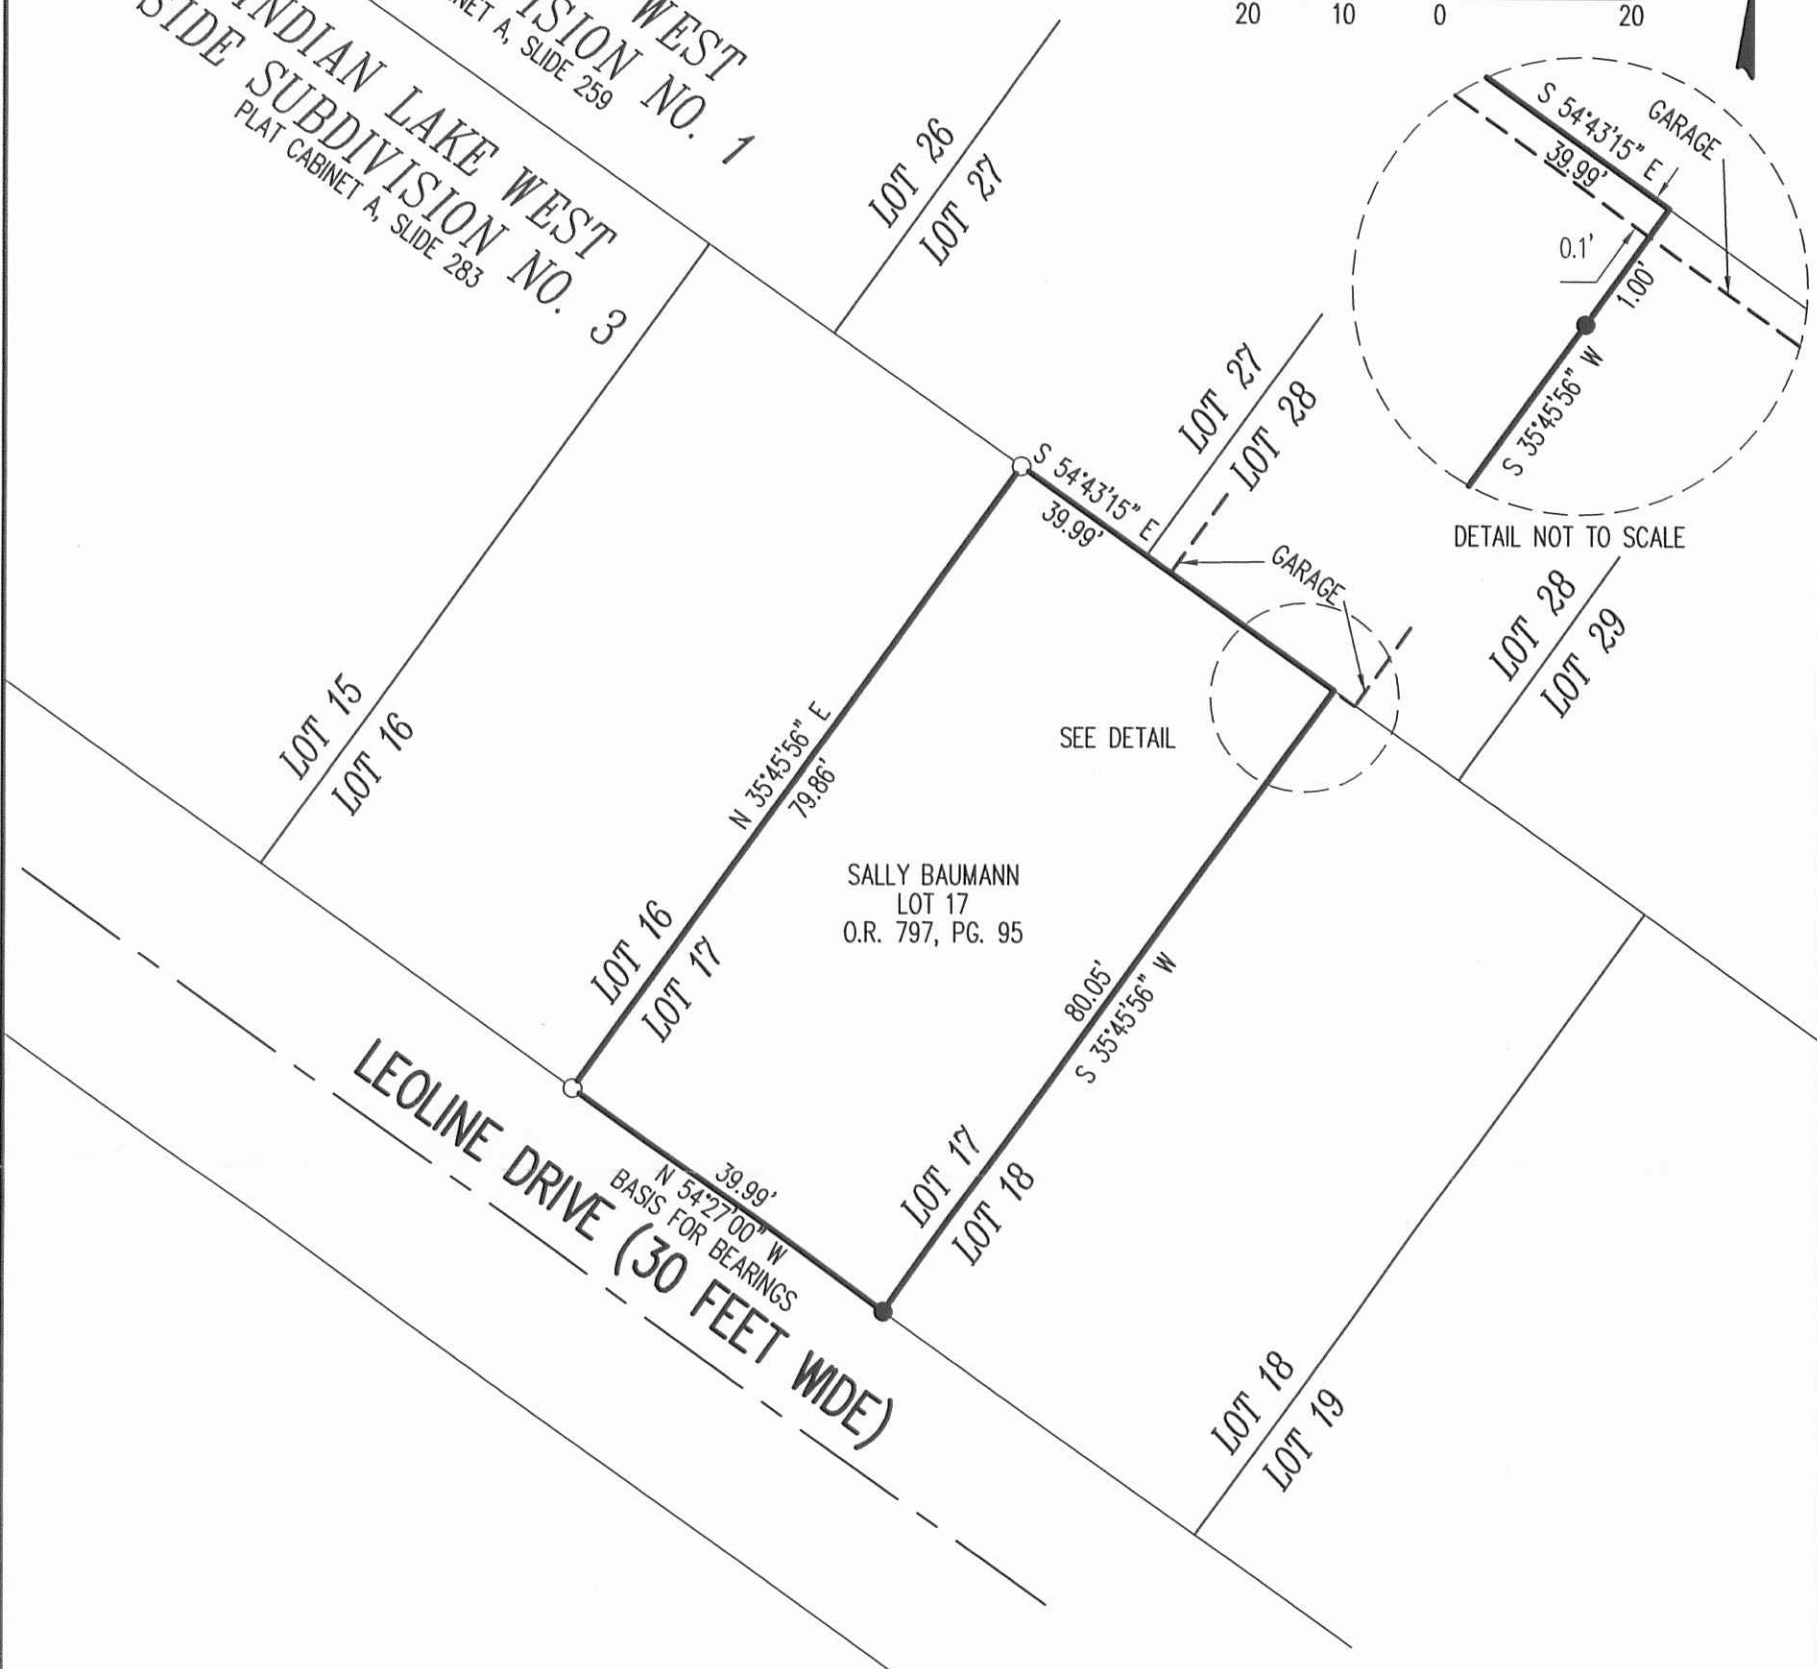 WEST
ISION NO. 1
NET A, SLIDE 259
INDIAN LAKE WEST
SIDE SUBDIVISION NO. 3
PLAT CABINET A, SLIDE 283
20 10 0 20
S 54°43'15" E
39.99'
GARAGE
0.1'
1.00'
S 35°45'56" W
DETAIL NOT TO SCALE
LOT 26
LOT 27
LOT 27
LOT 28
S 54°43'15" E
39.99'
GARAGE
LOT 28
LOT 29
SEE DETAIL
LOT 15
LOT 16
N 35°45'56" E
79.86'
SALLY BAUMANN
LOT 17
O.R. 797, PG. 95
LOT 16
LOT 17
80.05'
S 35°45'56" W
LOT 17
LOT 18
39.99'
N 54°27'00" W
BASIS FOR BEARINGS
LEOLINE DRIVE (30 FEET WIDE)
LOT 18
LOT 19